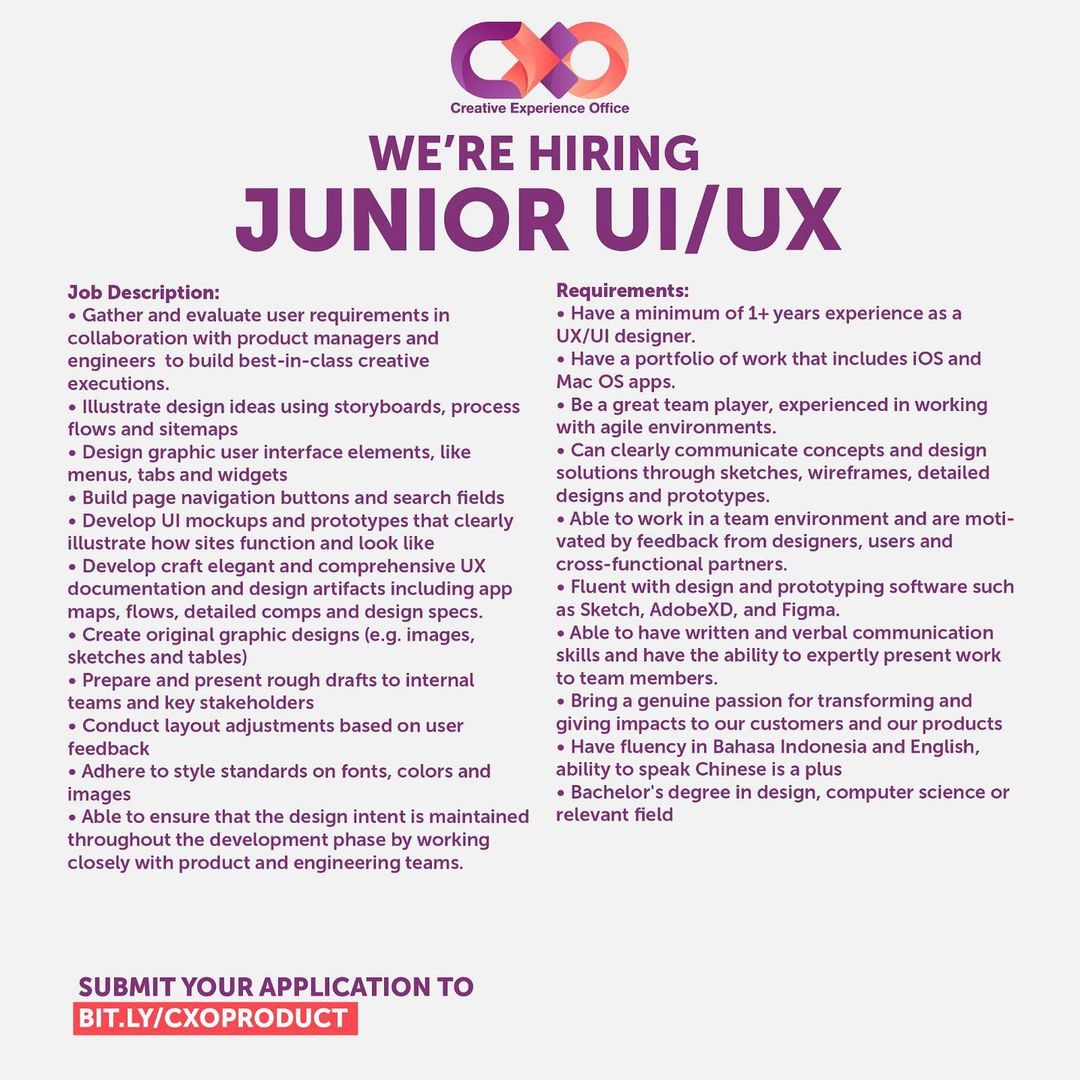 CXO
Creative Experience Office
WE'RE HIRING
JUNIOR UI/UX
Job Description:
• Gather and evaluate user requirements in
collaboration with product managers and
engineers to build best-in-class creative
executions.
• Illustrate design ideas using storyboards, process
flows and sitemaps
• Design graphic user interface elements, like
menus, tabs and widgets
• Build page navigation buttons and search fields
• Develop UI mockups and prototypes that clearly
illustrate how sites function and look like
• Develop craft elegant and comprehensive UX
documentation and design artifacts including app
maps, flows, detailed comps and design specs.
• Create original graphic designs (e.g. images,
sketches and tables)
• Prepare and present rough drafts to internal
teams and key stakeholders
• Conduct layout adjustments based on user
feedback
• Adhere to style standards on fonts, colors and
images
• Able to ensure that the design intent is maintained
throughout the development phase by working
closely with product and engineering teams.
Requirements:
• Have a minimum of 1+ years experience as a
UX/UI designer.
• Have a portfolio of work that includes iOS and
Mac OS apps.
• Be a great team player, experienced in working
with agile environments.
• Can clearly communicate concepts and design
solutions through sketches, wireframes, detailed
designs and prototypes.
• Able to work in a team environment and are moti-
vated by feedback from designers, users and
cross-functional partners.
• Fluent with design and prototyping software such
as Sketch, AdobeXD, and Figma.
• Able to have written and verbal communication
skills and have the ability to expertly present work
to team members.
• Bring a genuine passion for transforming and
giving impacts to our customers and our products
• Have fluency in Bahasa Indonesia and English,
ability to speak Chinese is a plus
• Bachelor's degree in design, computer science or
relevant field
SUBMIT YOUR APPLICATION TO
BIT.LY/CXOPRODUCT